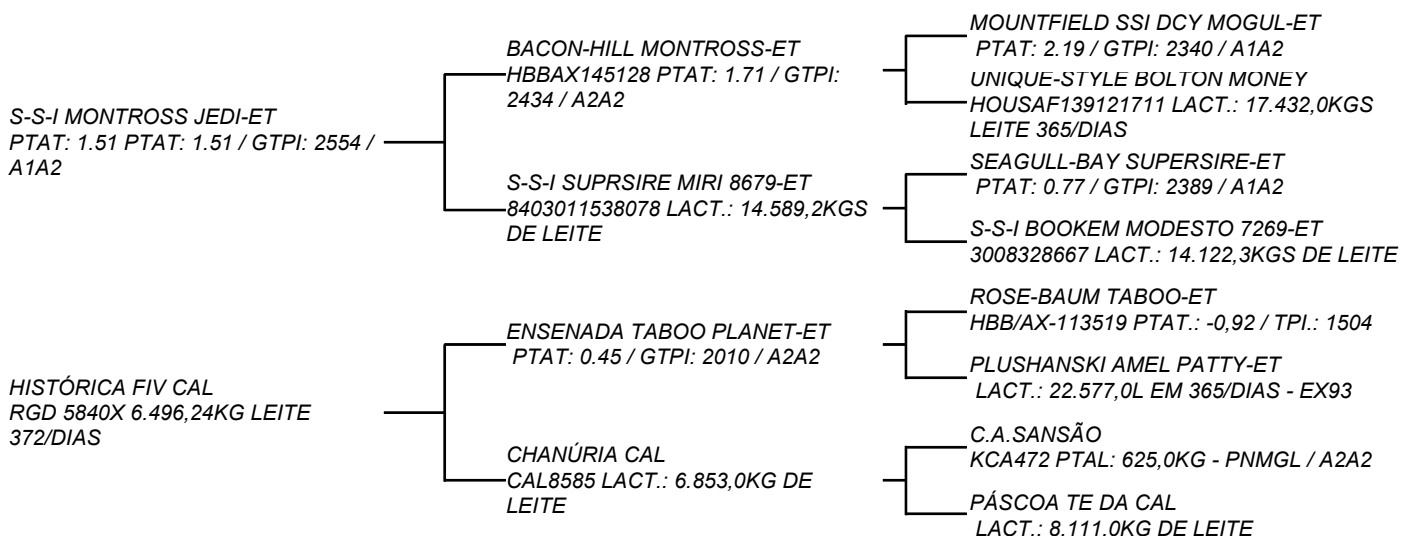 S-S-I MONTROSS JEDI-ET
PTAT: 1.51 PTAT: 1.51 / GTPI: 2554 /
A1A2
HISTÓRICA FIV CAL
RGD 5840X 6.496,24KG LEITE
372/DIAS
BACON-HILL MONTROSS-ET
HBBAX145128 PTAT: 1.71 / GTPI:
2434 / A2A2
S-S-I SUPRSIRE MIRI 8679-ET
8403011538078 LACT.: 14.589,2KGS
DE LEITE
ENSENADA TABOO PLANET-ET
PTAT: 0.45 / GTPI: 2010 / A2A2
CHANÚRIA CAL
CAL8585 LACT.: 6.853,0KG DE
LEITE
MOUNTFIELD SSI DCY MOGUL-ET
PTAT: 2.19 / GTPI: 2340 / A1A2
UNIQUE-STYLE BOLTON MONEY
HOUSAF139121711 LACT.: 17.432,0KGS
LEITE 365/DIAS
SEAGULL-BAY SUPERSIRE-ET
PTAT: 0.77 / GTPI: 2389 / A1A2
S-S-I BOOKEM MODESTO 7269-ET
3008328667 LACT.: 14.122,3KGS DE LEITE
ROSE-BAUM TABOO-ET
HBB/AX-113519 PTAT.: -0,92 / TPI.: 1504
PLUSHANSKI AMEL PATTY-ET
LACT.: 22.577,0L EM 365/DIAS - EX93
C.A.SANSÃO
KCA472 PTAL: 625,0KG - PNMGL / A2A2
PÁSCOA TE DA CAL
LACT.: 8.111,0KG DE LEITE